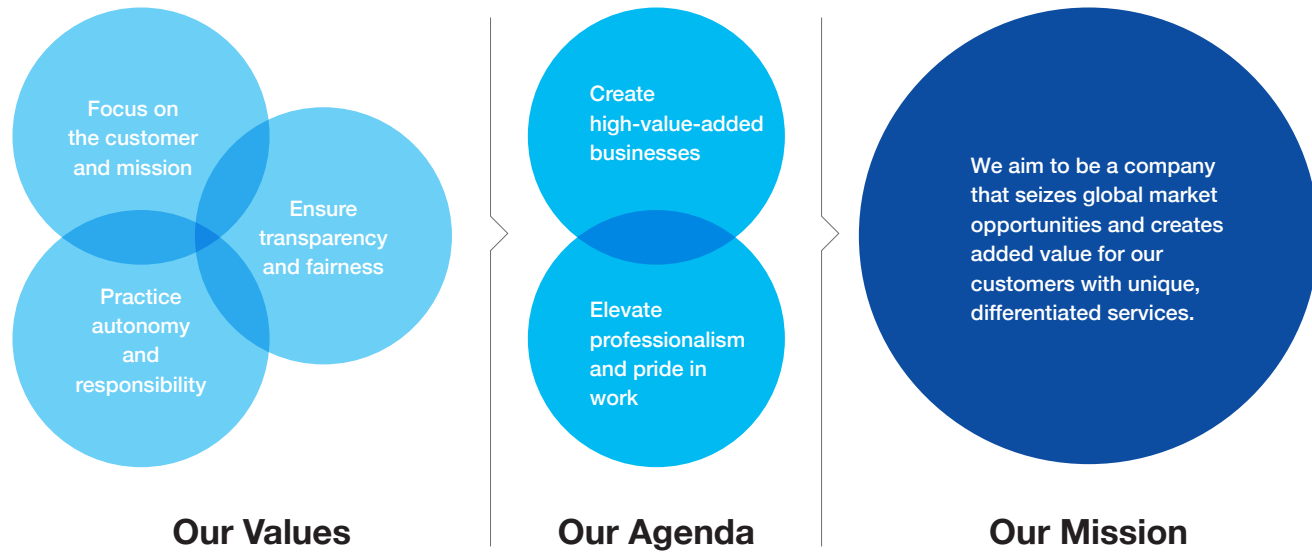 Focus on
the customer
and mission
Ensure
transparency
and fairness
Practice
autonomy
and
responsibility
Our Values
Create
high-value-added
businesses
Elevate
professionalism
and pride in
work
Our Agenda
We aim to be a company
that seizes global market
opportunities and creates
added value for our
customers with unique,
differentiated services.
Our Mission